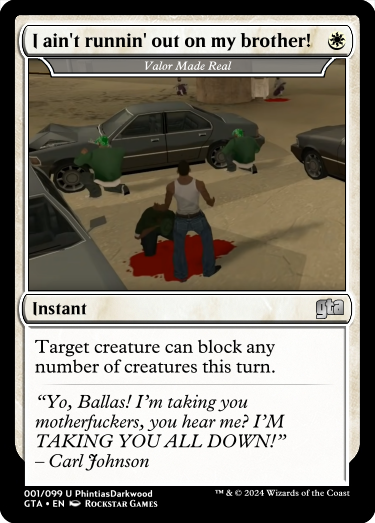 I ain't runnin' out on my brother!
Valor Made Real
Instant
gta
Target creature can block any
number of creatures this turn.
“Yo, Ballas! I'm taking you
motherfuckers, you hear me? I'M
TAKING YOU ALL DOWN!”
– Carl Johnson
001/099 U PhintiasDarkwood
™ & © 2024 Wizards of the Coast
GTA • EN Rockstar Games